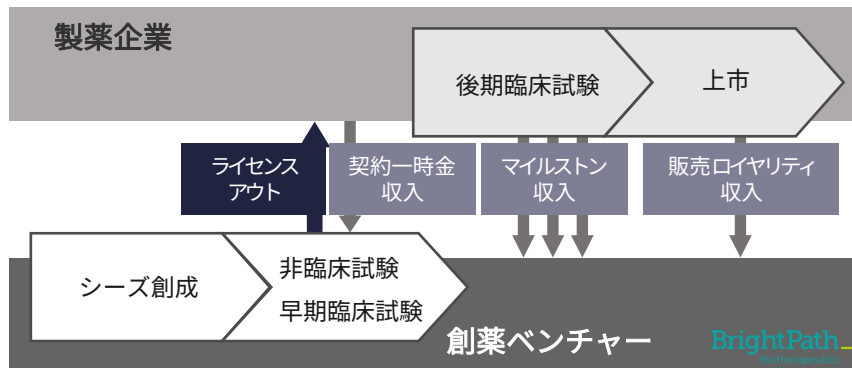 製薬企業
後期臨床試験
上市
ライセンス
アウト
契約一時金
収入
マイルストン
収入
販売ロイヤリティ
収入
シーズ創成
非臨床試験
早期臨床試験
創薬ベンチャー
BrightPath
Biotherapeutics